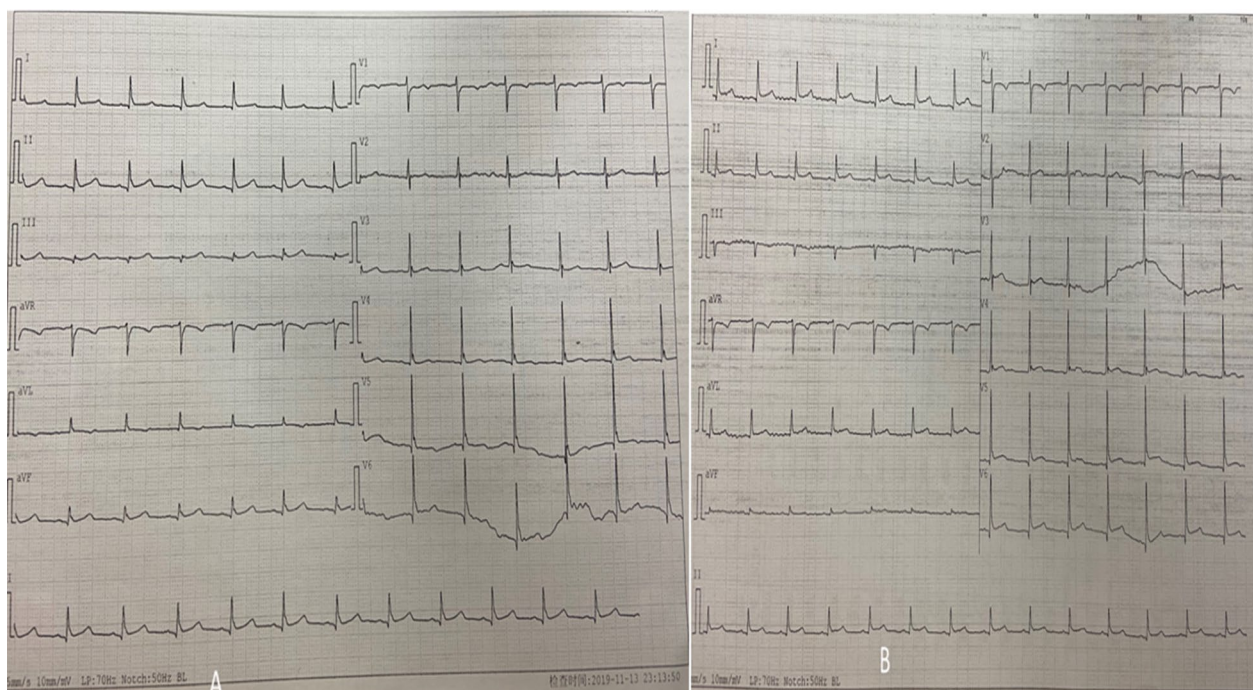 I
V1
II
V2
III
V3
aVR
V4
aVL
V5
aVF
V6
I
5mm/s 10mm/mV LP:70Hz Notch:50Hz BL
检查时间:2019-11-13 23:13:50
A
I
V1
II
V2
III
V3
aVR
V4
aVL
V5
aVF
V6
II
m/s 10mm/mV LP:70Hz Notch:50Hz BL
B